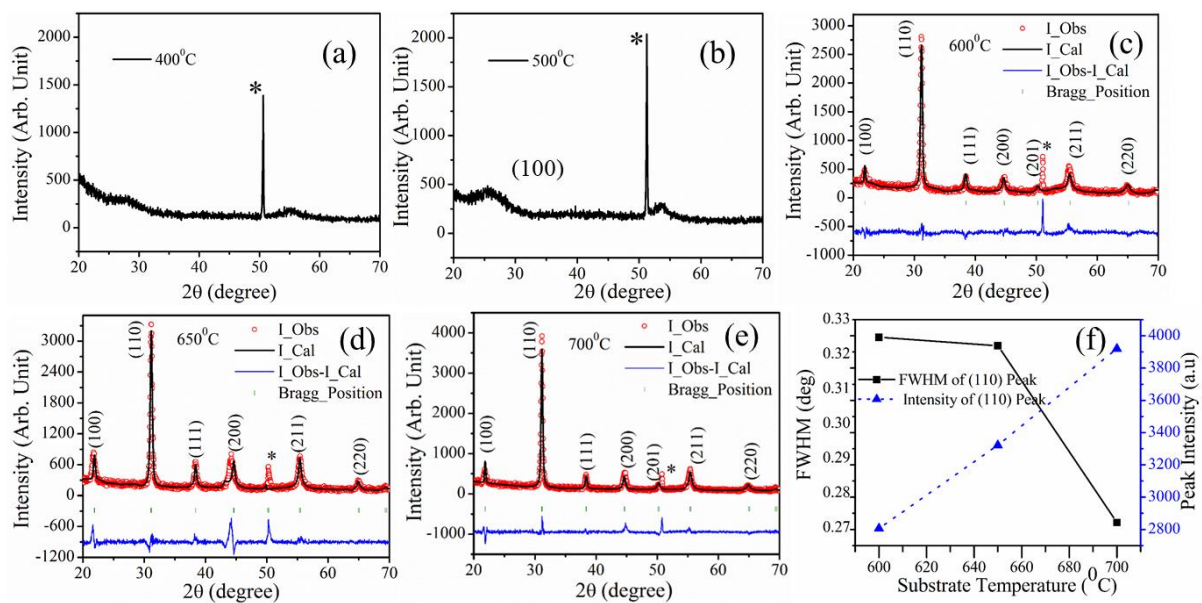 2000
1500
1000
500
0
20 30 40 50 60 70
Intensity (Arb. Unit)
2θ (degree)
400⁰C
*
(a)
2000
1500
1000
500
0
20 30 40 50 60 70
Intensity (Arb. Unit)
2θ (degree)
500⁰C
(100)
*
(b)
3000
2500
2000
1500
1000
500
0
-500
-1000
20 30 40 50 60 70
Intensity (Arb. Unit)
2θ (degree)
600⁰C
(c)
I_Obs
I_Cal
I_Obs-I_Cal
Bragg_Position
(100)
(110)
(111)
(200)
(201)
*
(211)
(220)
3000
2400
1800
1200
600
0
-600
-1200
20 30 40 50 60 70
Intensity (Arb. Unit)
2θ (degree)
650⁰C
(d)
I_Obs
I_Cal
I_Obs-I_Cal
Bragg_Position
(100)
(110)
(111)
(200)
*
(211)
(220)
4000
3000
2000
1000
0
-1000
20 30 40 50 60 70
Intensity (Arb. Unit)
2θ (degree)
700⁰C
(e)
I_Obs
I_Cal
I_Obs-I_Cal
Bragg_Position
(100)
(110)
(111)
(200)
(201)
*
(211)
(220)
0.33
0.32
0.31
0.30
0.29
0.28
0.27
FWHM (deg)
(f)
FWHM of (110) Peak
Intensity of (110) Peak
4000
3800
3600
3400
3200
3000
2800
Peak Intensity (a.u)
600 620 640 660 680 700
Substrate Temperature (⁰C)